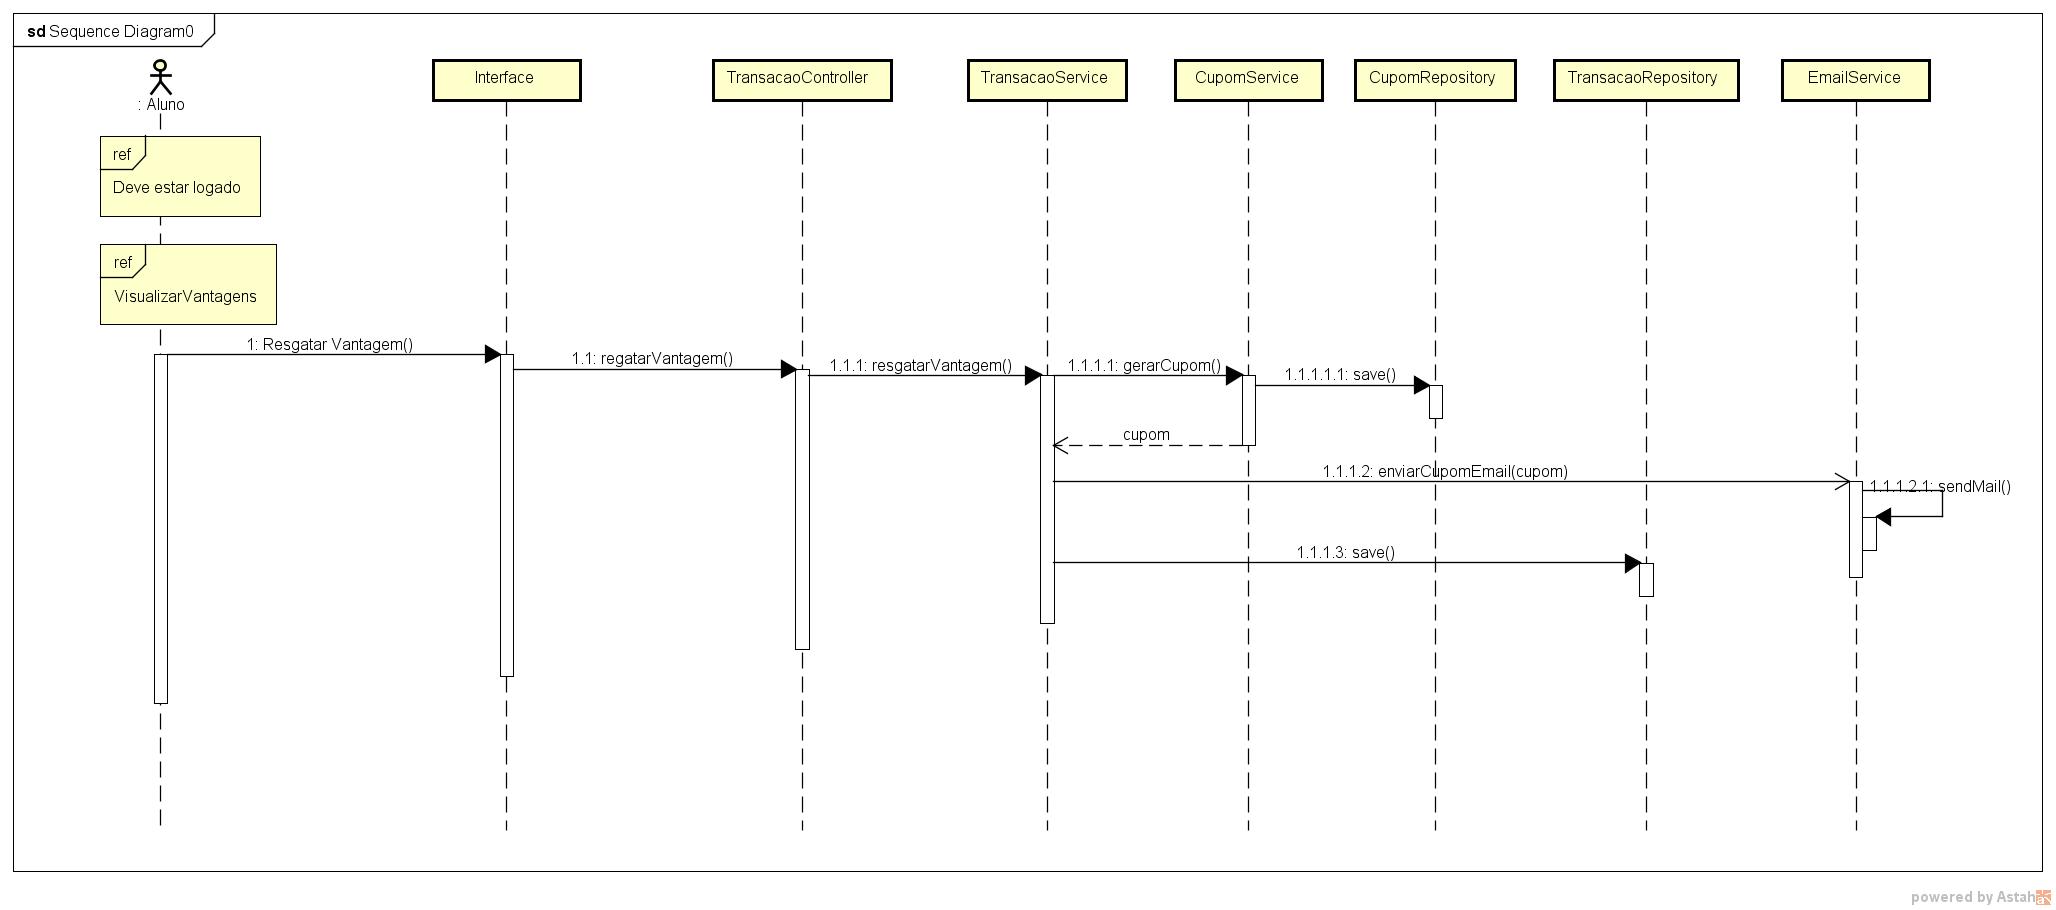 sd Sequence Diagram0
: Aluno
Interface
TransacaoController
TransacaoService
CupomService
CupomRepository
TransacaoRepository
EmailService
ref
Deve estar logado
ref
VisualizarVantagens
1: Resgatar Vantagem()
1.1: regatarVantagem()
1.1.1: resgatarVantagem()
1.1.1.1: gerarCupom()
1.1.1.1.1: save()
cupom
1.1.1.2: enviarCupomEmail(cupom)
1.1.1.2.1: sendMail()
1.1.1.3: save()
powered by Astah